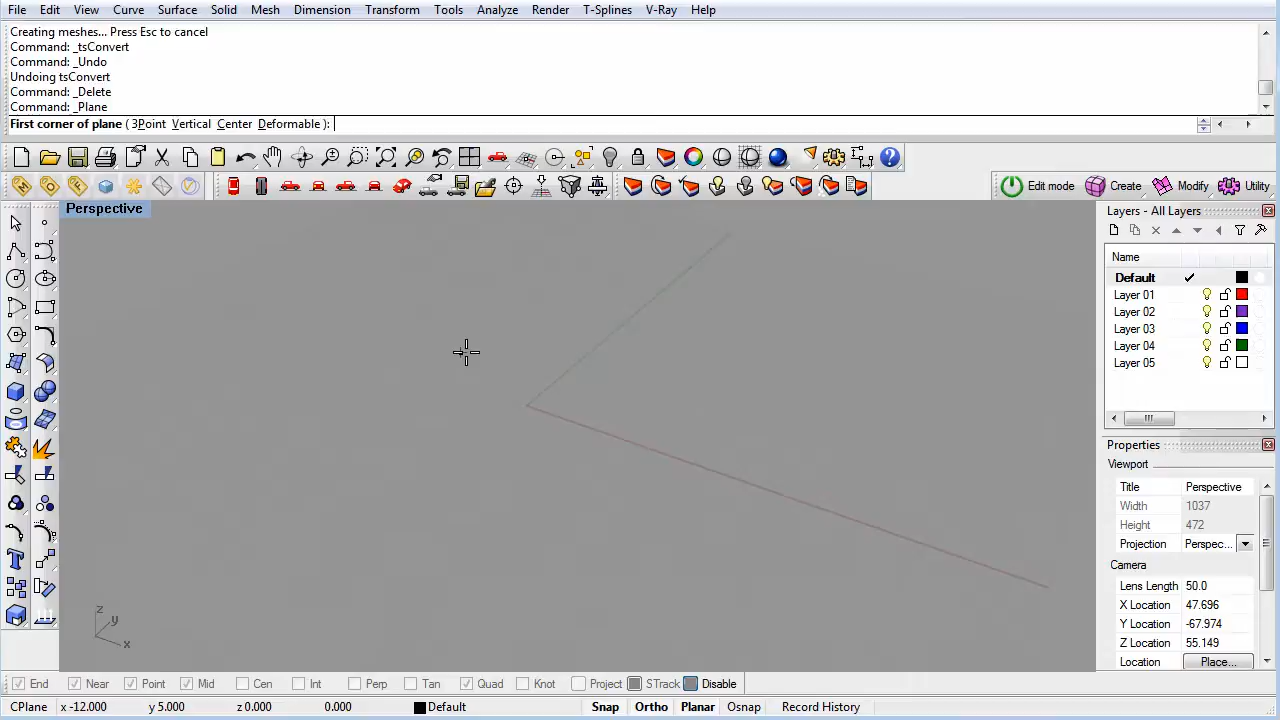 File Edit View Curve Surface Solid Mesh Dimension Transform Tools Analyze Render T-Splines V-Ray Help
Creating meshes... Press Esc to cancel
Command: _tsConvert
Command: _Undo
Undoing tsConvert
Command: _Delete
Command: _Plane
First corner of plane ( 3Point Vertical Center Deformable ):
Edit mode Create Modify Utility
Perspective
Layers - All Layers
Name
Default
Layer 01
Layer 02
Layer 03
Layer 04
Layer 05
Properties
Viewport
Title Perspective
Width 1037
Height 472
Projection Perspec...
Camera
Lens Length 50.0
X Location 47.696
Y Location -67.974
Z Location 55.149
Location Place...
z
y
x
End Near Point Mid Cen Int Perp Tan Quad Knot Project STrack Disable
CPlane x -12.000 y 5.000 z 0.000 0.000 Default Snap Ortho Planar Osnap Record History